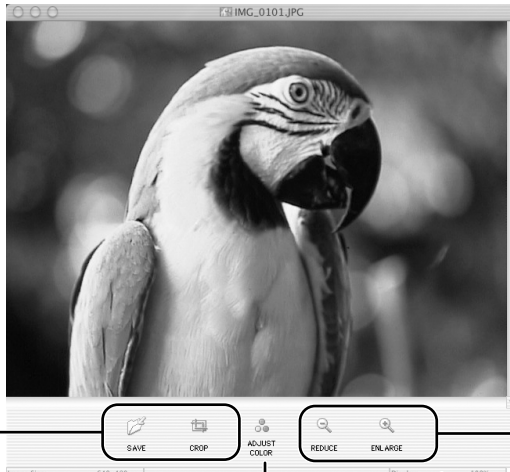 IMG_0101.JPG
SAVE
CROP
ADJUST
COLOR
REDUCE
ENLARGE